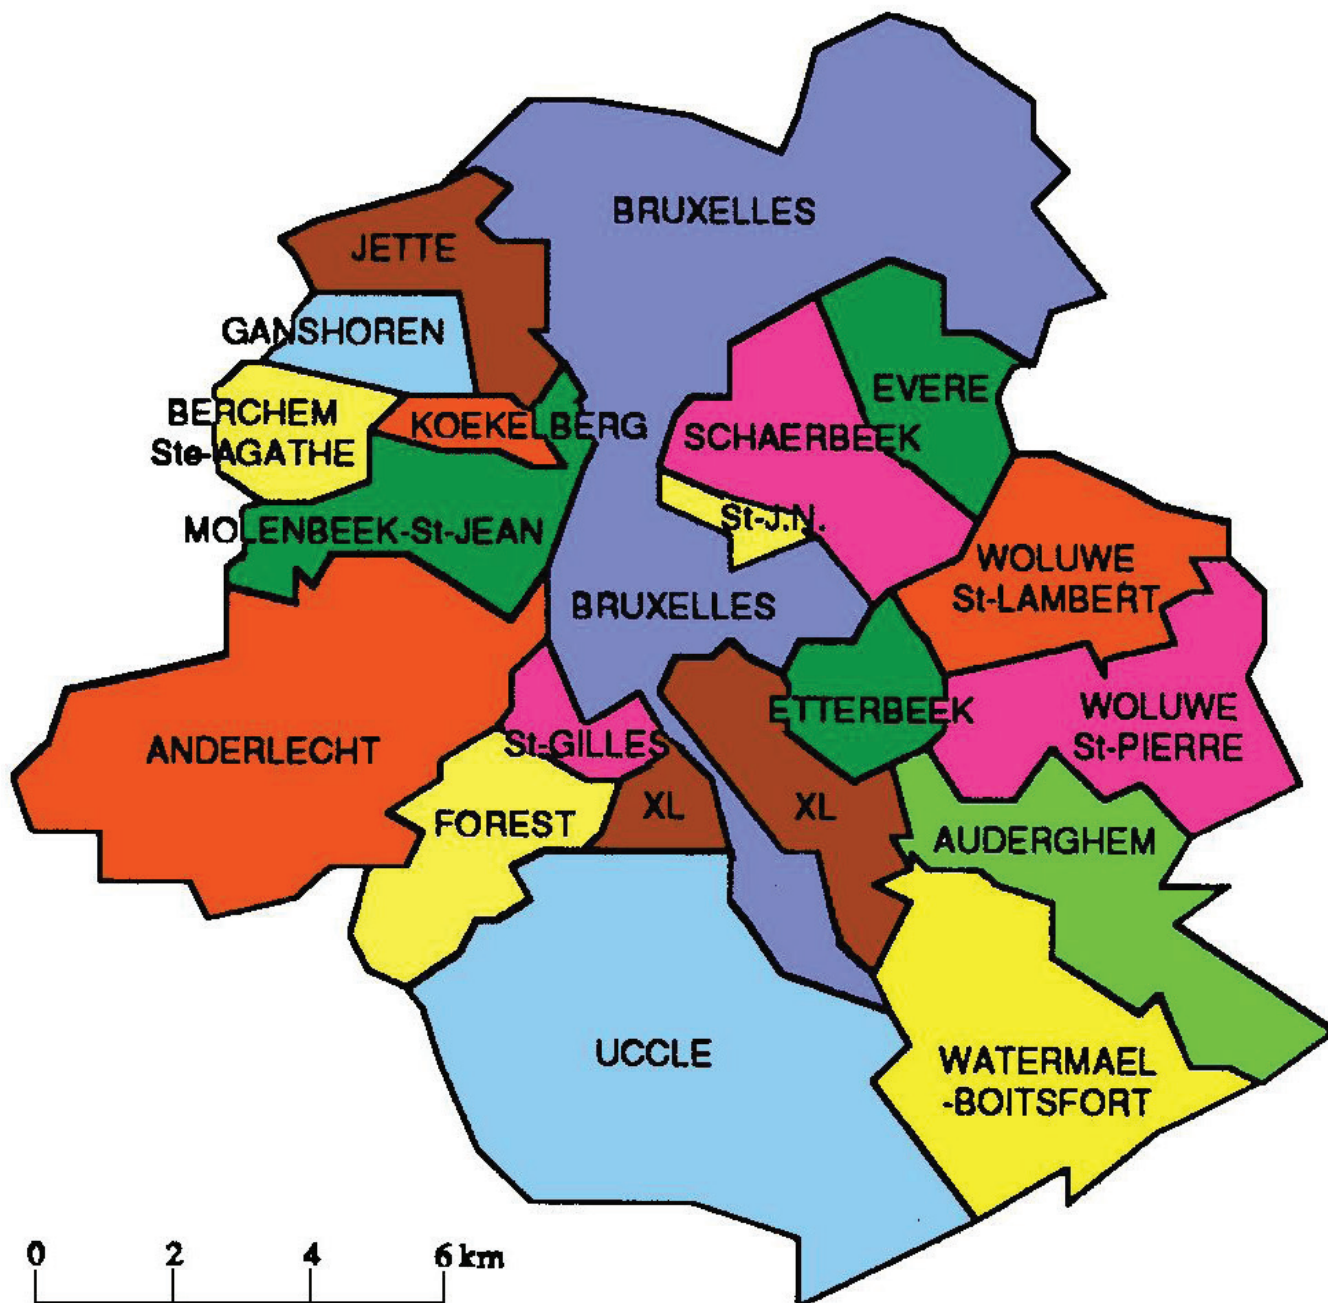 BRUXELLES
JETTE
GANSHOREN
EVERE
BERCHEM
Ste-AGATHE
KOEKELBERG
SCHAERBEEK
St-J.N.
MOLENBEEK-St-JEAN
WOLUWE
St-LAMBERT
BRUXELLES
ETTERBEEK
WOLUWE
St-PIERRE
ANDERLECHT
St-GILLES
XL
XL
FOREST
AUDERGHEM
UCCLE
WATERMAEL
-BOITSFORT
0 2 4 6 km